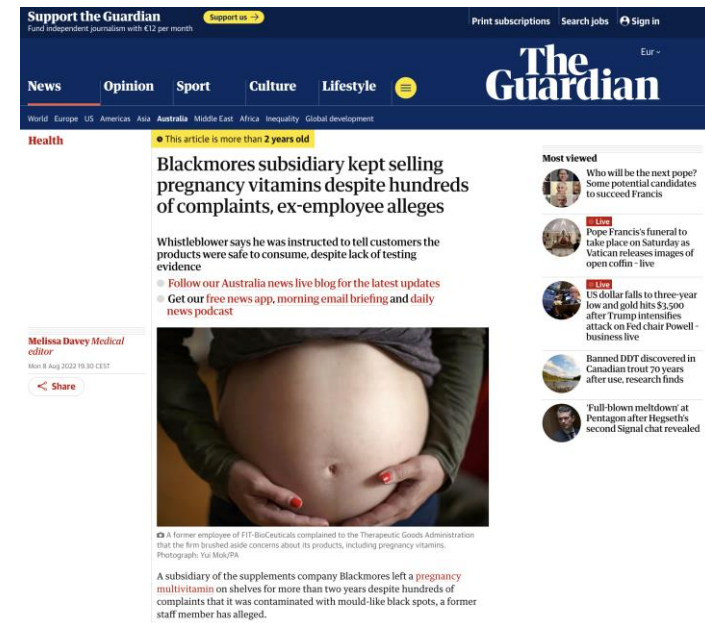 Support the Guardian
Fund independent journalism with €12 per month
Support us →
Print subscriptions
Search jobs
Sign in
Eur
The Guardian
News
Opinion
Sport
Culture
Lifestyle
World Europe US Americas Asia Australia Middle East Africa Inequality Global development
Health
This article is more than 2 years old
Blackmores subsidiary kept selling
pregnancy vitamins despite hundreds
of complaints, ex-employee alleges
Whistleblower says he was instructed to tell customers the
products were safe to consume, despite lack of testing
evidence
Follow our Australia news live blog for the latest updates
Get our free news app, morning email briefing and daily
news podcast
Melissa Davey Medical
editor
Mon 8 Aug 2022 19.30 CEST
Share
A former employee of FIT-BioCeuticals complained to the Therapeutic Goods Administration
that the firm brushed aside concerns about its products, including pregnancy vitamins.
Photograph: Yui Mok/PA
A subsidiary of the supplements company Blackmores left a pregnancy
multivitamin on shelves for more than two years despite hundreds of
complaints that it was contaminated with mould-like black spots, a former
staff member has alleged.
Most viewed
Who will be the next pope?
Some potential candidates
to succeed Francis
Live
Pope Francis's funeral to
take place on Saturday as
Vatican releases images of
open coffin – live
Live
US dollar falls to three-year
low and gold hits $3,500
after Trump intensifies
attack on Fed chair Powell –
business live
Banned DDT discovered in
Canadian trout 70 years
after use, research finds
'Full-blown meltdown' at
Pentagon after Hegseth's
second Signal chat revealed